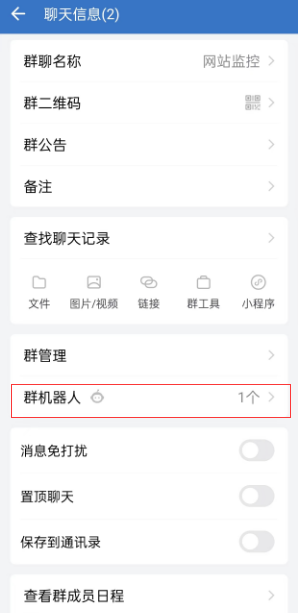 聊天信息(2)
群聊名称 网站监控
群二维码
群公告
备注
查找聊天记录
文件 图片/视频 链接 群工具 小程序
群管理
群机器人 1个
消息免打扰
置顶聊天
保存到通讯录
查看群成员日程